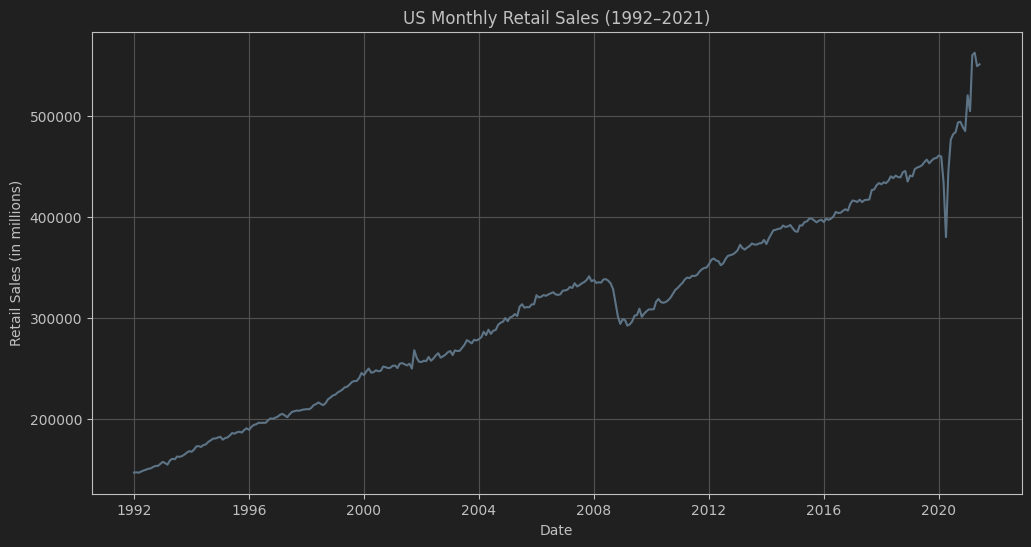 US Monthly Retail Sales (1992–2021)
Retail Sales (in millions)
500000
400000
300000
200000
1992 1996 2000 2004 2008 2012 2016 2020
Date